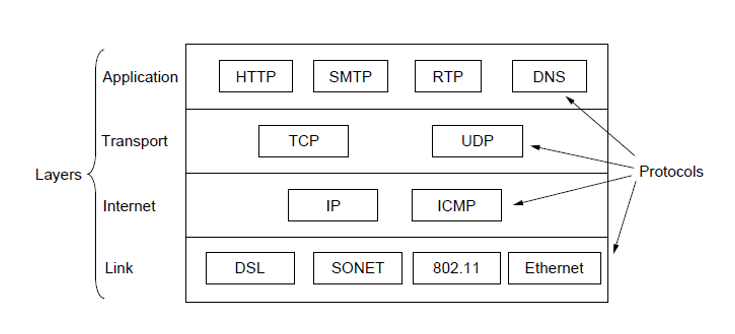 Application HTTP SMTP RTP DNS
Transport TCP UDP
Layers Protocols
Internet IP ICMP
Link DSL SONET 802.11 Ethernet